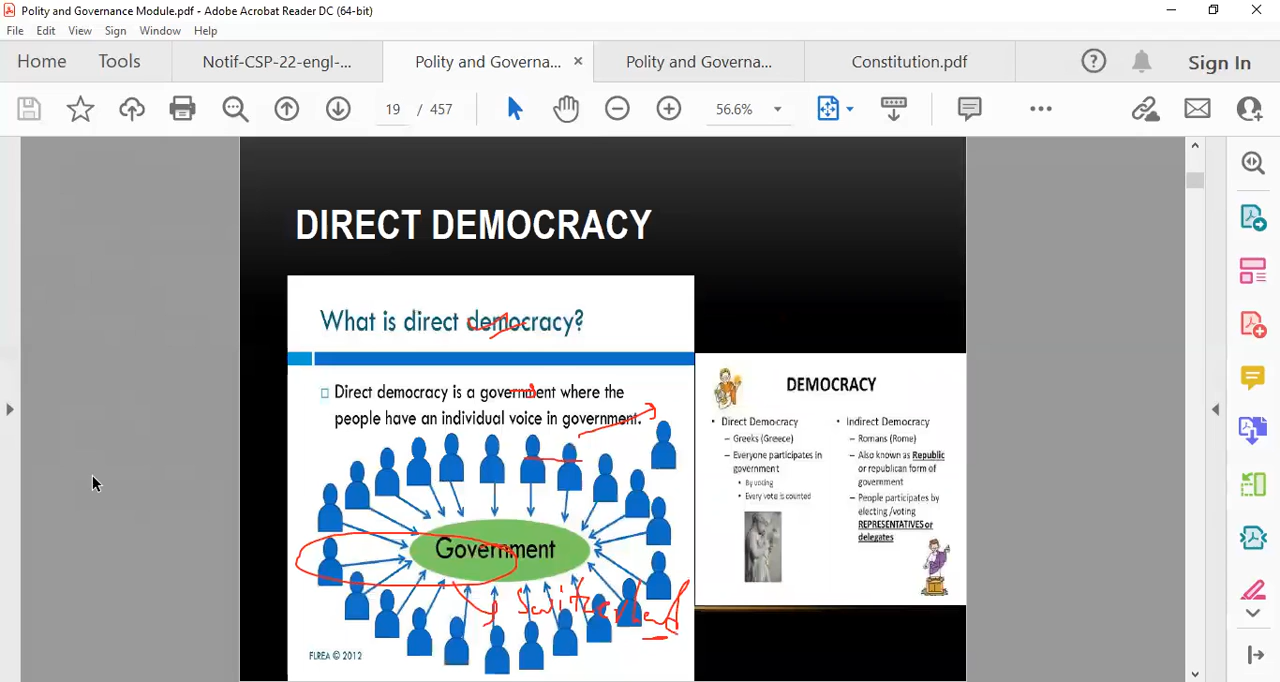 Polity and Governance Module.pdf - Adobe Acrobat Reader DC (64-bit)
File Edit View Sign Window Help
Home Tools Notif-CSP-22-engl-... Polity and Governa... × Polity and Governa... Constitution.pdf Sign In
19 / 457 56.6%
DIRECT DEMOCRACY
What is direct democracy?
Direct democracy is a government where the
people have an individual voice in government.
Government
Switzerland
FLREA © 2012
DEMOCRACY
• Direct Democracy
– Greeks (Greece)
– Everyone participates in
government
• By voting
• Every vote is counted
• Indirect Democracy
– Romans (Rome)
– Also known as Republic
or republican form of
government
– People participates by
electing /voting
REPRESENTATIVES or
delegates